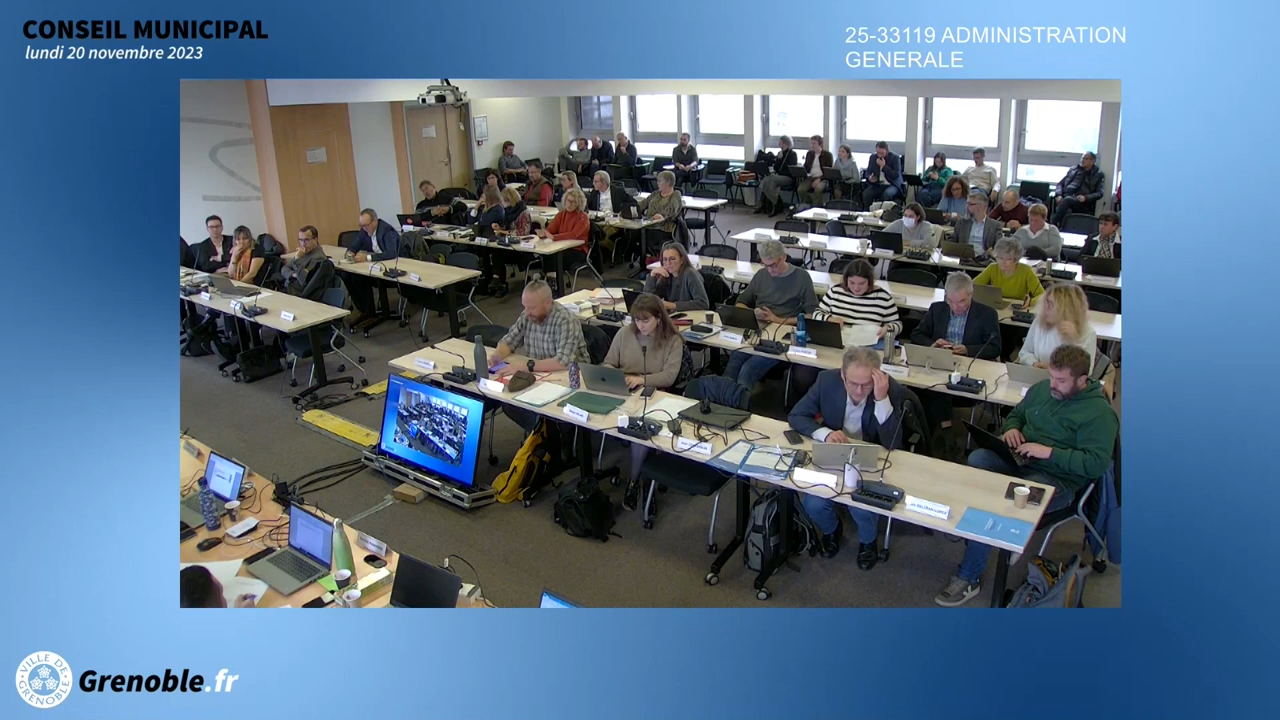 CONSEIL MUNICIPAL
lundi 20 novembre 2023
25-33119 ADMINISTRATION
GENERALE
VILLE DE
GRENOBLE
Grenoble.fr